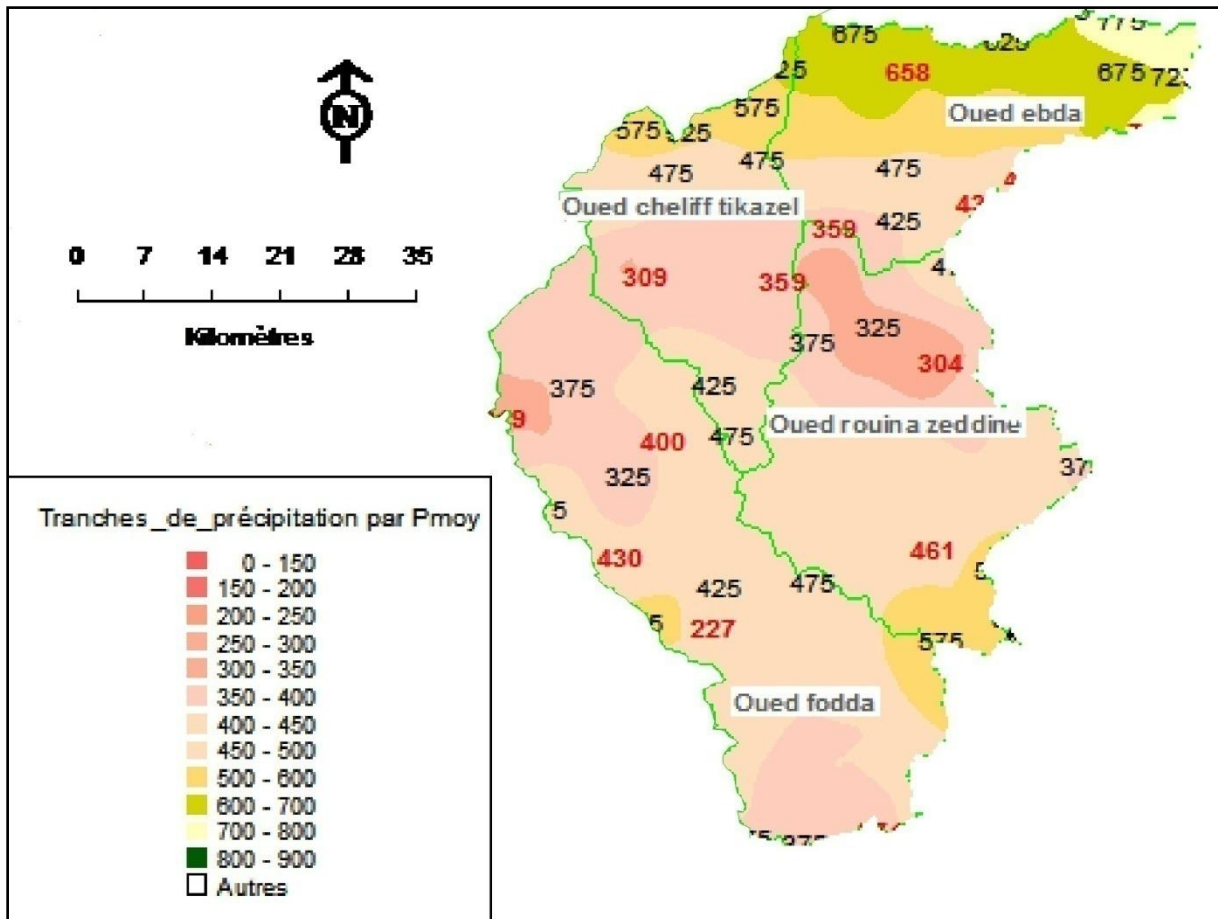 N
0 7 14 21 28 35
Kilomètres
675
658
675
575
575
Oued ebda
475
475
475
Oued cheliff tikazel
425
359
309
359
325
375
304
375
425
Oued rouina zeddine
475
400
325
430
461
425
475
227
575
Oued fodda
Tranches_de_précipitation par Pmoy
0 - 150
150 - 200
200 - 250
250 - 300
300 - 350
350 - 400
400 - 450
450 - 500
500 - 600
600 - 700
700 - 800
800 - 900
Autres